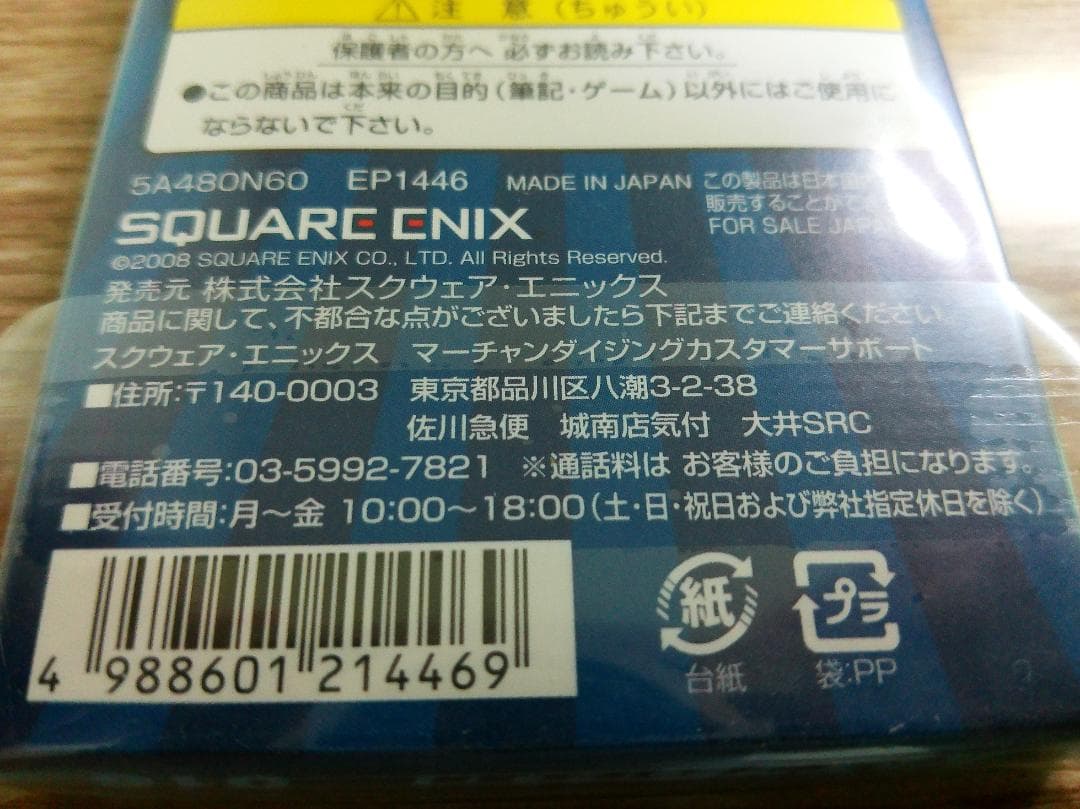 注 意（ちゅうい）
保護者の方へ 必ずお読み下さい。
●この商品は本来の目的（筆記・ゲーム）以外にはご使用に
ならないで下さい。
5A480N60 EP1446 MADE IN JAPAN この製品は日本国
販売することが
FOR SALE JAPA
SQUARE ENIX
©2008 SQUARE ENIX CO., LTD. All Rights Reserved.
発売元 株式会社スクウェア・エニックス
商品に関して、不都合な点がございましたら下記までご連絡ください。
スクウェア・エニックス マーチャンダイジングカスタマーサポート
■住所:〒140-0003 東京都品川区八潮3-2-38
佐川急便 城南店気付 大井SRC
■電話番号:03-5992-7821 ※通話料は お客様のご負担になります。
■受付時間:月～金 10:00～18:00（土・日・祝日および弊社指定休日を除く）
4 988601 214469
紙
台紙
プラ
袋:PP